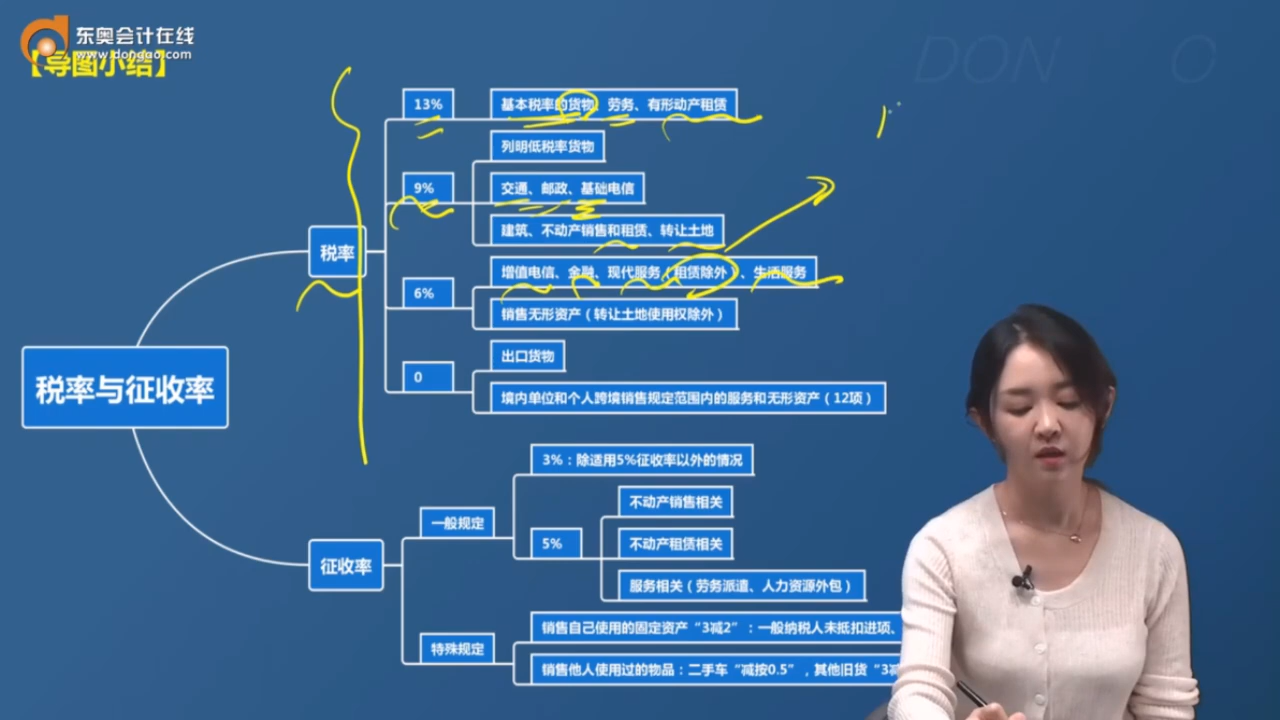 东奥会计在线
www.dongao.com
【导图小结】
DON O
税率与征收率
税率
13%
基本税率的货物、劳务、有形动产租赁
9%
列明低税率货物
交通、邮政、基础电信
建筑、不动产销售和租赁、转让土地
6%
增值电信、金融、现代服务（租赁除外）、生活服务
销售无形资产（转让土地使用权除外）
0
出口货物
境内单位和个人跨境销售规定范围内的服务和无形资产（12项）
征收率
一般规定
3%：除适用5%征收率以外的情况
5%
不动产销售相关
不动产租赁相关
服务相关（劳务派遣、人力资源外包）
特殊规定
销售自己使用的固定资产“3减2”：一般纳税人未抵扣进项、
销售他人使用过的物品：二手车“减按0.5”，其他旧货“3减